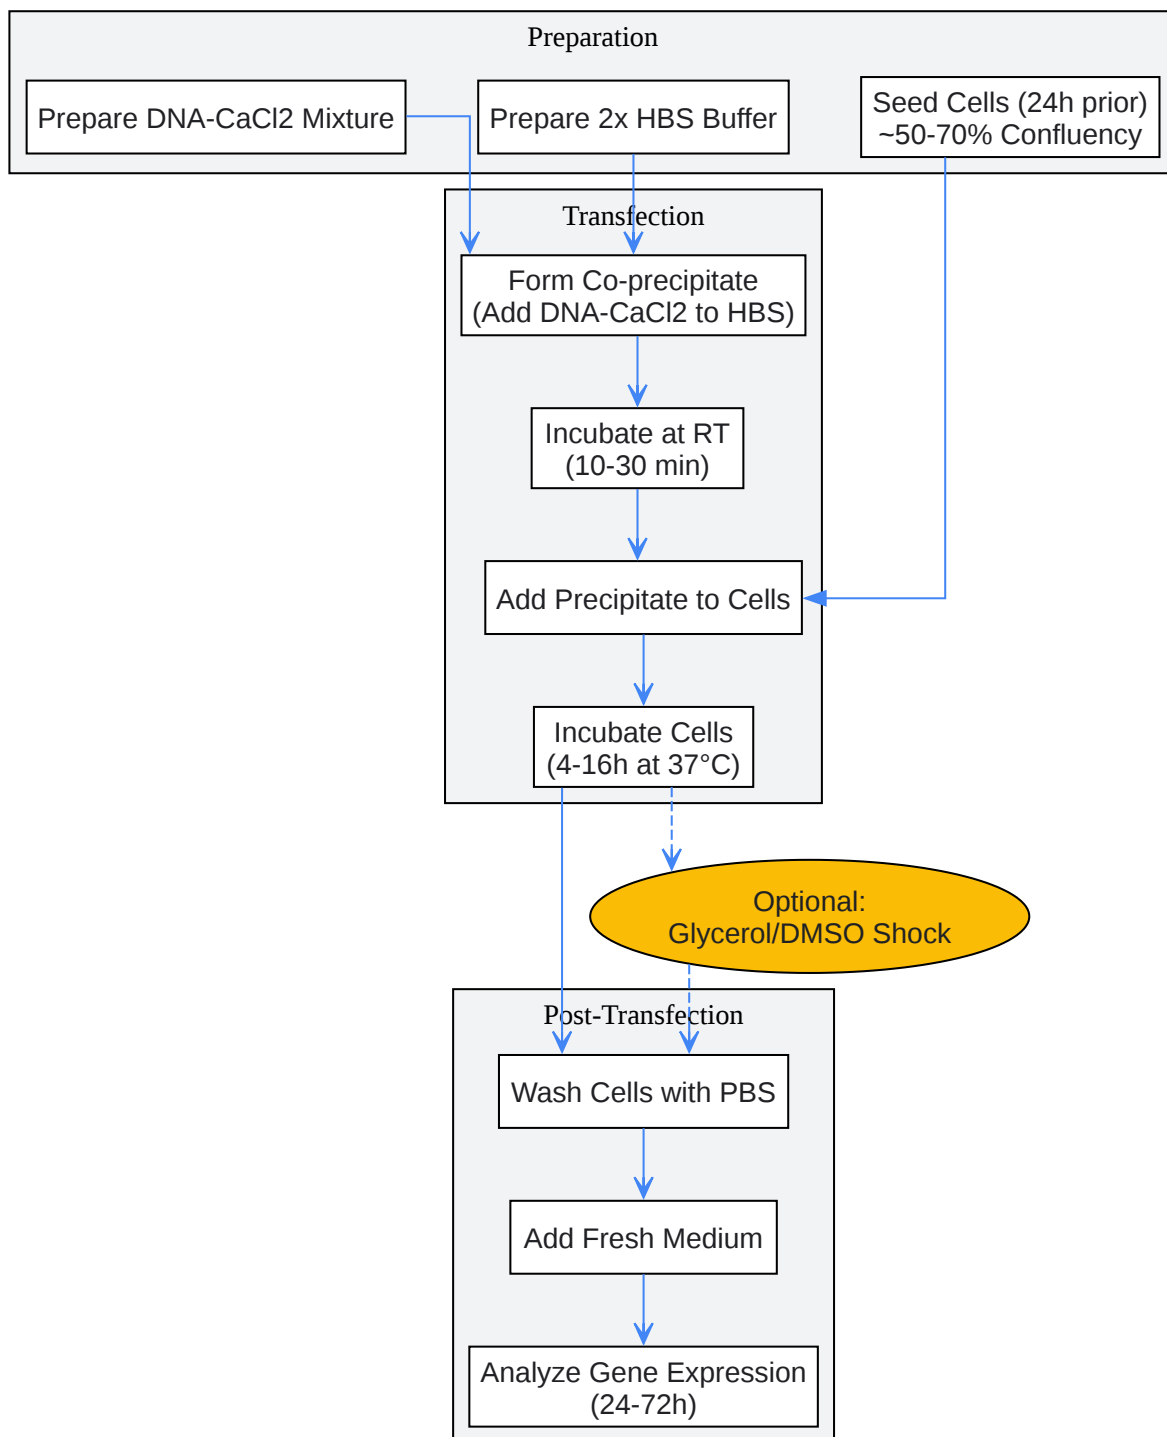 Preparation
Prepare DNA-CaCl2 Mixture
Prepare 2x HBS Buffer
Seed Cells (24h prior)
~50-70% Confluency
Transfection
Form Co-precipitate
(Add DNA-CaCl2 to HBS)
Incubate at RT
(10-30 min)
Add Precipitate to Cells
Incubate Cells
(4-16h at 37°C)
Optional:
Glycerol/DMSO Shock
Post-Transfection
Wash Cells with PBS
Add Fresh Medium
Analyze Gene Expression
(24-72h)